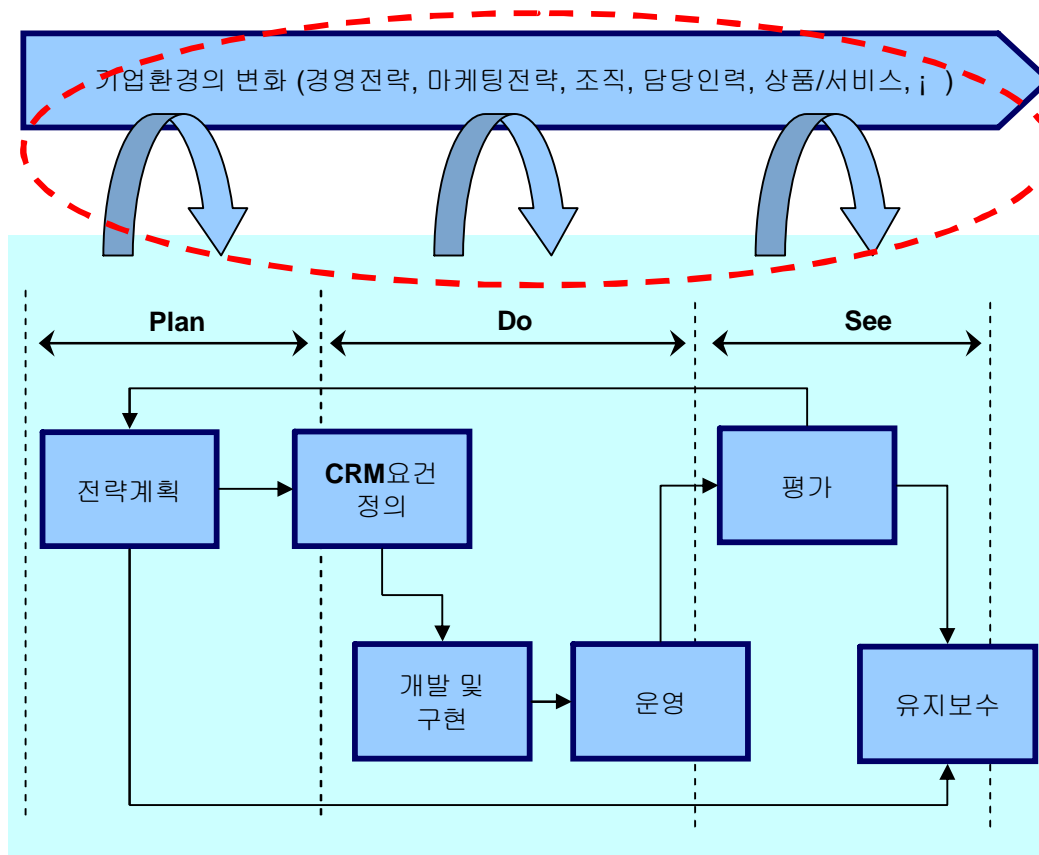 기업환경의 변화 (경영전략, 마케팅전략, 조직, 담당인력, 상품/서비스, ¡ )
Plan
Do
See
전략계획
CRM요건
정의
평가
개발 및
구현
운영
유지보수